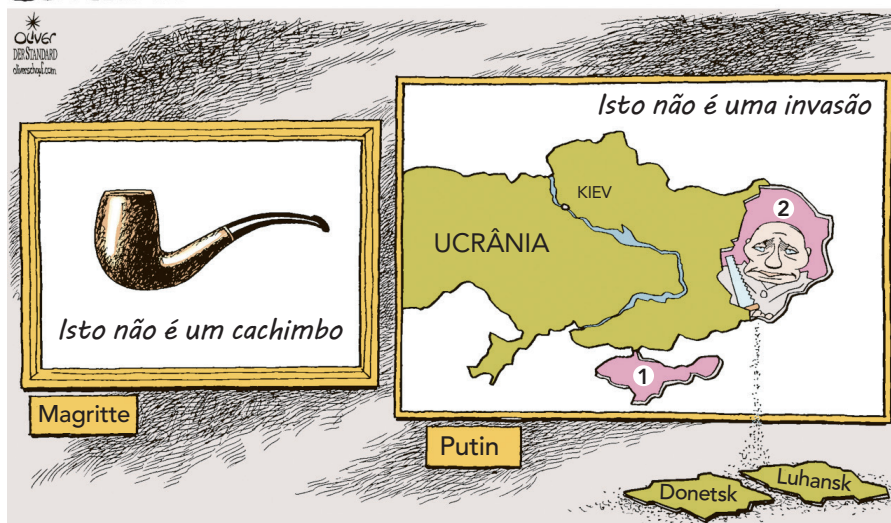 Oliver
DER STANDARD
oliverschopf.com
Isto não é um cachimbo
Magritte
Isto não é uma invasão
KIEV
UCRÂNIA
2
1
Putin
Donetsk
Luhansk